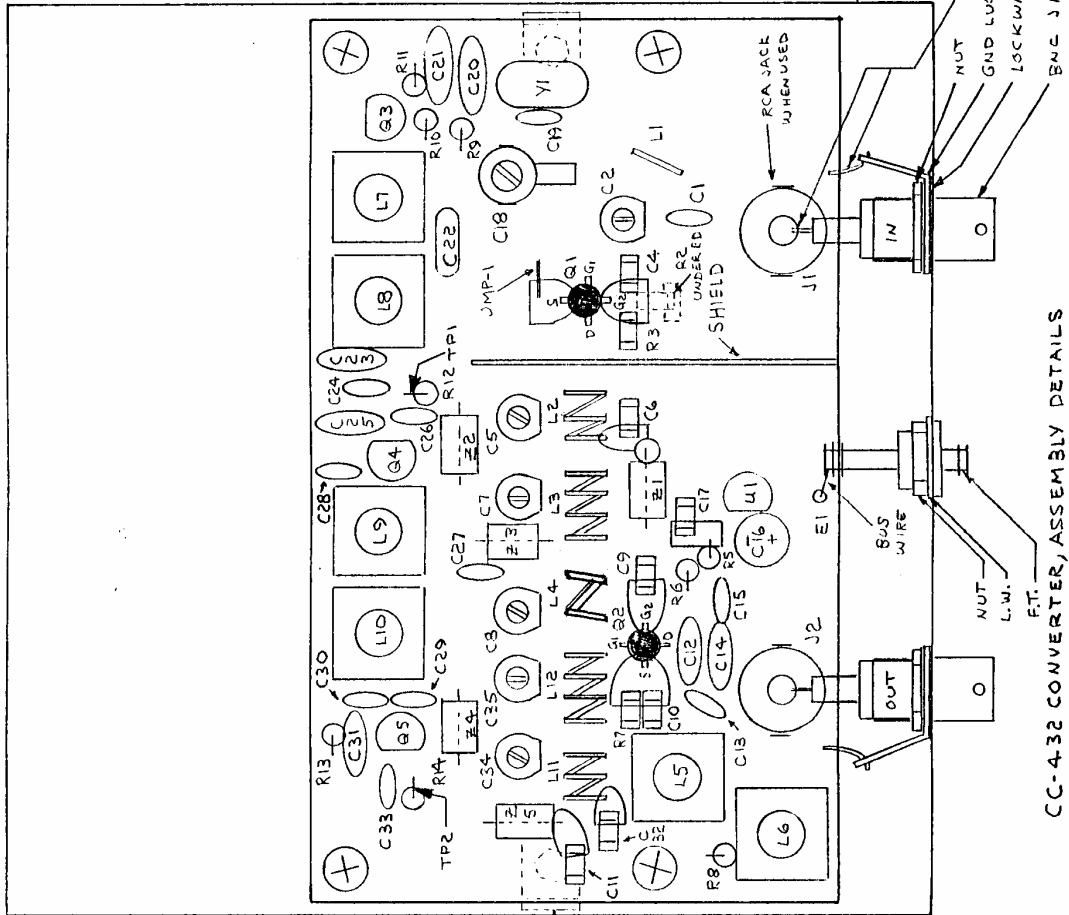 R11
C21
C20
Q3
R10
R9
Y1
C19
L7
C18
L1
C2
C1
RCA JACK
WHEN USED
C22
L8
JMP-1
Q1
S
G1
D
G2
C4
R3
R2
UNDER BD
SHIELD
J1
IN
NUT
GND LUG
BNC
C23
C24
R12
TP1
C25
C26
Q4
Z2
C5
L2
C6
C28
L9
C27
Z3
C7
L3
Z1
C17
U1
C16
+
R5
R6
E1
BUS
WIRE
NUT
L.W.
F.T.
L10
C8
L4
C9
Q2
G1
G2
S
D
C15
C12
C14
C13
J2
OUT
C30
C29
R13
C31
Q5
Z4
C35
L12
R7
C10
C33
R14
TP2
C34
L11
Z5
C32
C11
L5
L6
R8
CC-432 CONVERTER, ASSEMBLY DETAILS